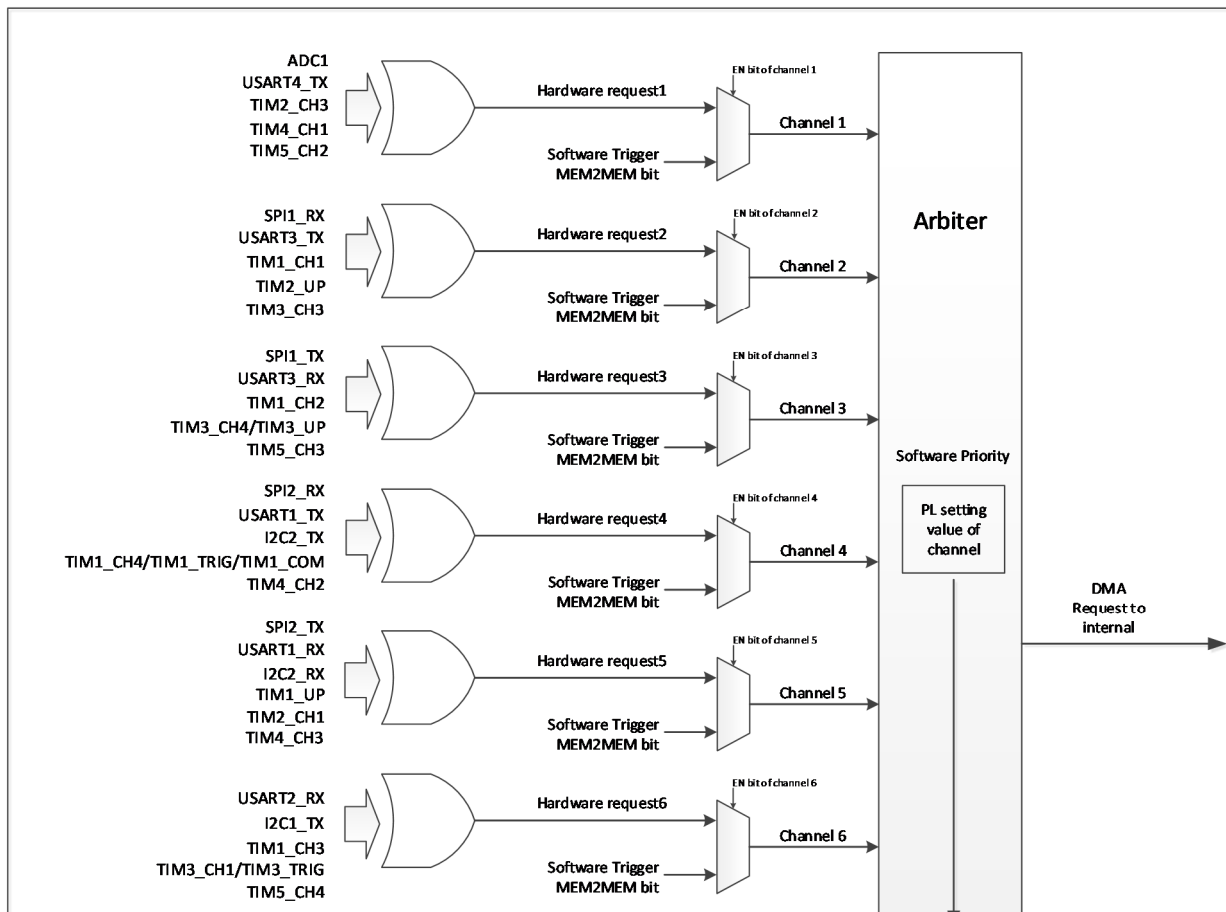 ADC1
USART4_TX
TIM2_CH3
TIM4_CH1
TIM5_CH2
Hardware request1
EN bit of channel 1
Software Trigger
MEM2MEM bit
Channel 1
SPI1_RX
USART3_TX
TIM1_CH1
TIM2_UP
TIM3_CH3
Hardware request2
EN bit of channel 2
Software Trigger
MEM2MEM bit
Channel 2
SPI1_TX
USART3_RX
TIM1_CH2
TIM3_CH4/TIM3_UP
TIM5_CH3
Hardware request3
EN bit of channel 3
Software Trigger
MEM2MEM bit
Channel 3
SPI2_RX
USART1_TX
I2C2_TX
TIM1_CH4/TIM1_TRIG/TIM1_COM
TIM4_CH2
Hardware request4
EN bit of channel 4
Software Trigger
MEM2MEM bit
Channel 4
SPI2_TX
USART1_RX
I2C2_RX
TIM1_UP
TIM2_CH1
TIM4_CH3
Hardware request5
EN bit of channel 5
Software Trigger
MEM2MEM bit
Channel 5
USART2_RX
I2C1_TX
TIM1_CH3
TIM3_CH1/TIM3_TRIG
TIM5_CH4
Hardware request6
EN bit of channel 6
Software Trigger
MEM2MEM bit
Channel 6
Arbiter
Software Priority
PL setting
value of
channel
DMA
Request to
internal